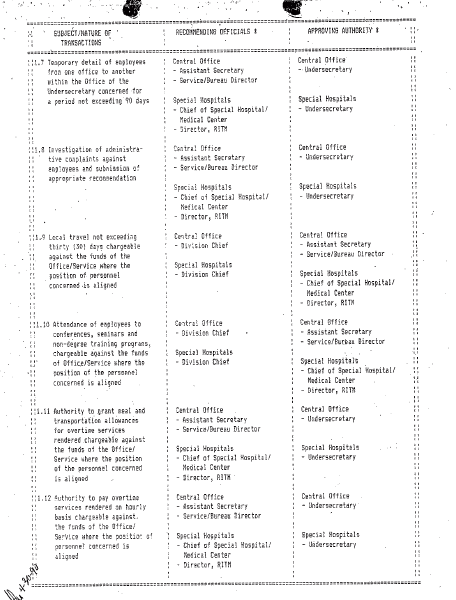 SUBJECT/NATURE OF
TRANSACTIONS
RECOMMENDING OFFICIALS *
APPROVING AUTHORITY *
1.7 Temporary detail of employees
from one office to another
within the Office of the
Undersecretary concerned for
a period not exceeding 90 days
Central Office
- Assistant Secretary
- Service/Bureau Director
Special Hospitals
- Chief of Special Hospital/
Medical Center
- Director, RITM
Central Office
- Undersecretary
Special Hospitals
- Undersecretary
1.8 Investigation of administra-
tive complaints against
employees and submission of
appropriate recommendation
Central Office
- Assistant Secretary
- Service/Bureau Director
Special Hospitals
- Chief of Special Hospital/
Medical Center
- Director, RITM
Central Office
- Undersecretary
Special Hospitals
- Undersecretary
1.9 Local travel not exceeding
thirty (30) days chargeable
against the funds of the
Office/Service where the
position of personnel
concerned is aligned
Central Office
- Division Chief
Special Hospitals
- Division Chief
Central Office
- Assistant Secretary
- Service/Bureau Director
Special Hospitals
- Chief of Special Hospital/
Medical Center
- Director, RITM
1.10 Attendance of employees to
conferences, seminars and
non-degree training programs,
chargeable against the funds
of Office/Service where the
position of the personnel
concerned is aligned
Central Office
- Division Chief
Special Hospitals
- Division Chief
Central Office
- Assistant Secretary
- Service/Bureau Director
Special Hospitals
- Chief of Special Hospital/
Medical Center
- Director, RITM
1.11 Authority to grant meal and
transportation allowances
for overtime services
rendered chargeable against
the funds of the Office/
Service where the position
of the personnel concerned
is aligned
Central Office
- Assistant Secretary
- Service/Bureau Director
Special Hospitals
- Chief of Special Hospital/
Medical Center
- Director, RITM
Central Office
- Undersecretary
Special Hospitals
- Undersecretary
1.12 Authority to pay overtime
services rendered on hourly
basis chargeable against
the funds of the Office/
Service where the position of
personnel concerned is
aligned
Central Office
- Assistant Secretary
- Service/Bureau Director
Special Hospitals
- Chief of Special Hospital/
Medical Center
- Director, RITM
Central Office
- Undersecretary
Special Hospitals
- Undersecretary
4-30-90